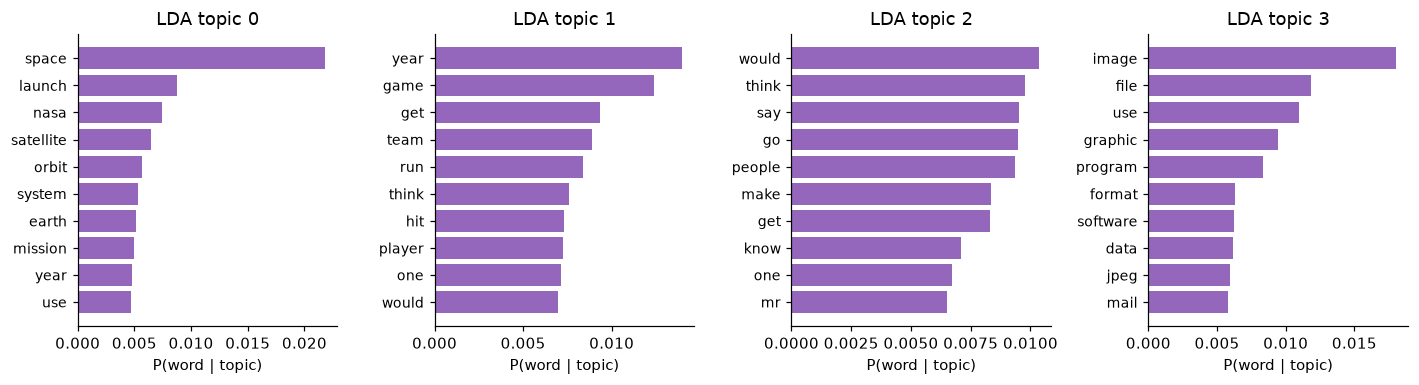 LDA topic 0
space
launch
nasa
satellite
orbit
system
earth
mission
year
use
0.000 0.005 0.010 0.015 0.020
P(word | topic)
LDA topic 1
year
game
get
team
run
think
hit
player
one
would
0.000 0.005 0.010
P(word | topic)
LDA topic 2
would
think
say
go
people
make
get
know
one
mr
0.0000 0.0025 0.0050 0.0075 0.0100
P(word | topic)
LDA topic 3
image
file
use
graphic
program
format
software
data
jpeg
mail
0.000 0.005 0.010 0.015
P(word | topic)